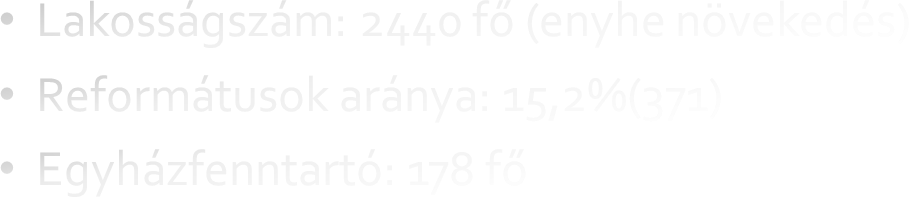 • Lakosságszám: 2440 fő (enyhe növekedés)
• Reformátusok aránya: 15,2%(371)
• Egyházfenntartó: 178 fő